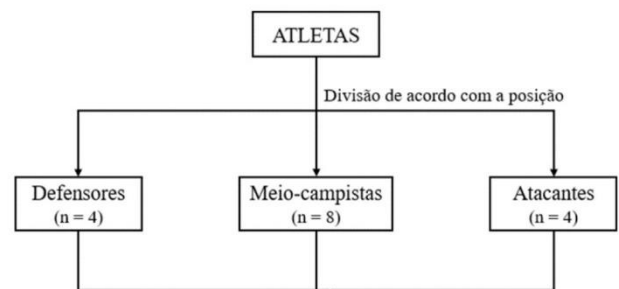 ATLETAS
Divisão de acordo com a posição
Defensores
(n = 4)
Meio-campistas
(n = 8)
Atacantes
(n = 4)